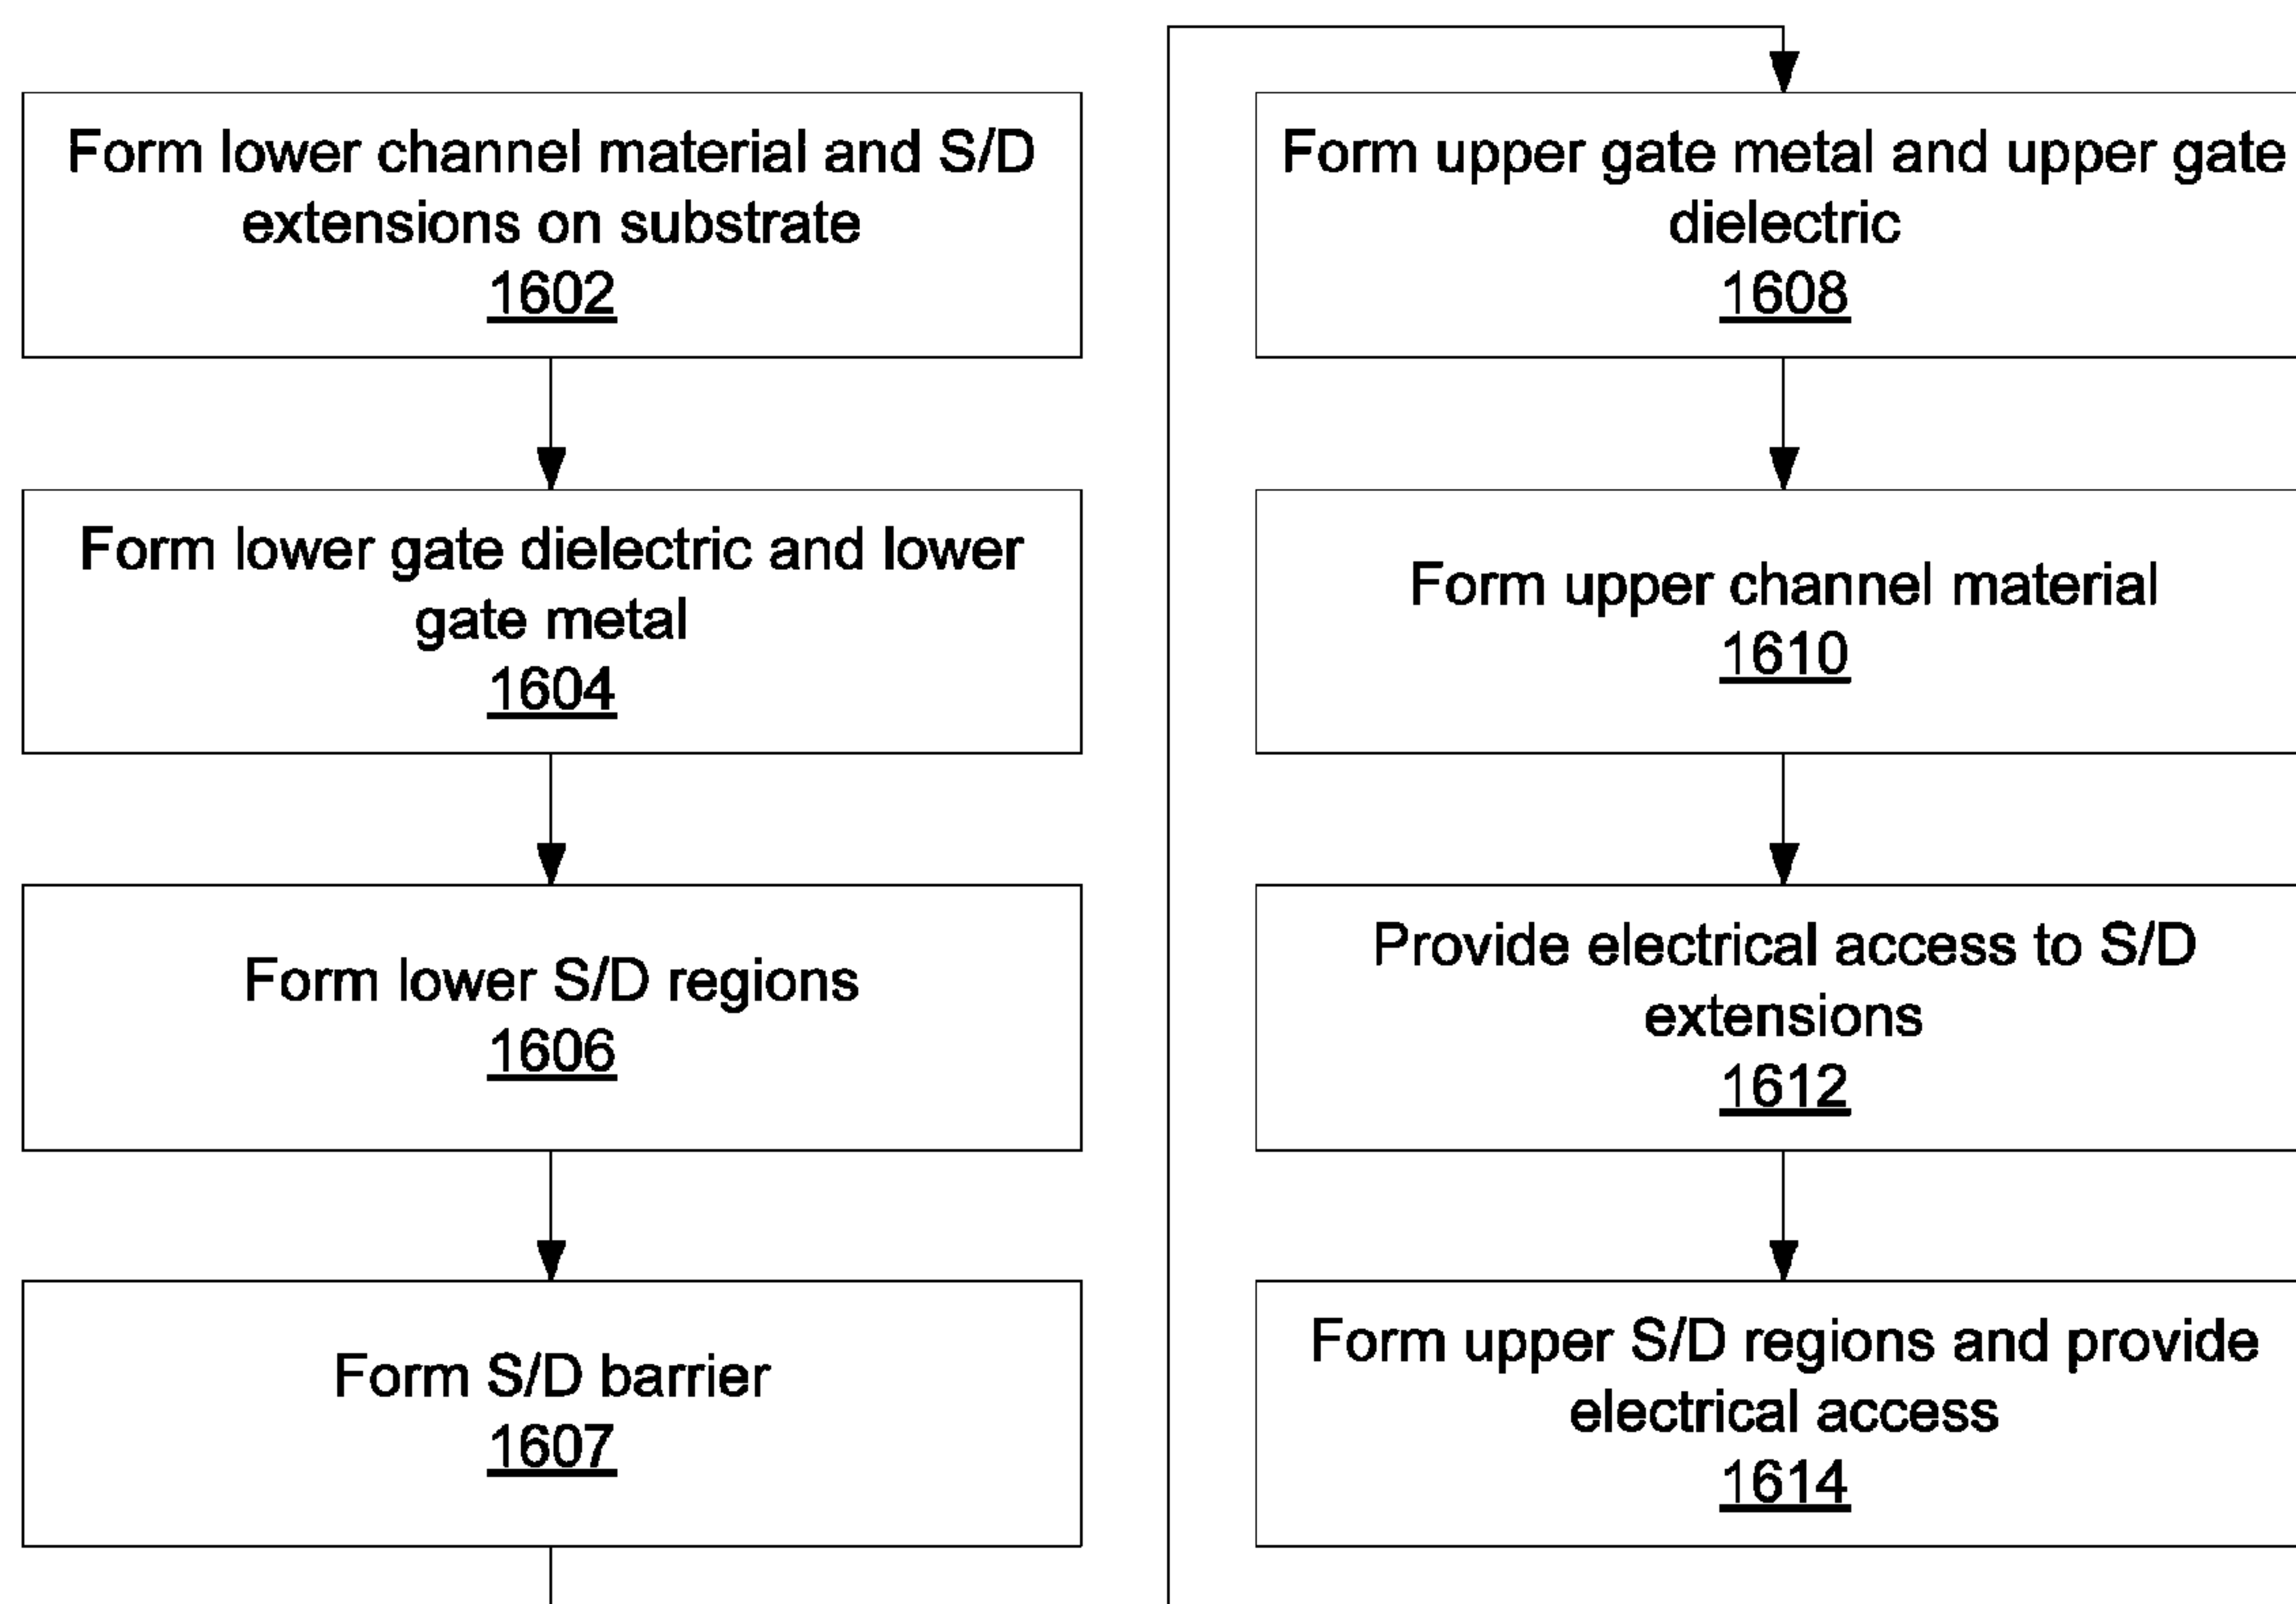 Form lower channel material and S/D
extensions on substrate
1602
Form lower gate dielectric and lower
gate metal
1604
Form lower S/D regions
1606
Form S/D barrier
1607
Form upper gate metal and upper gate
dielectric
1608
Form upper channel material
1610
Provide electrical access to S/D
extensions
1612
Form upper S/D regions and provide
electrical access
1614